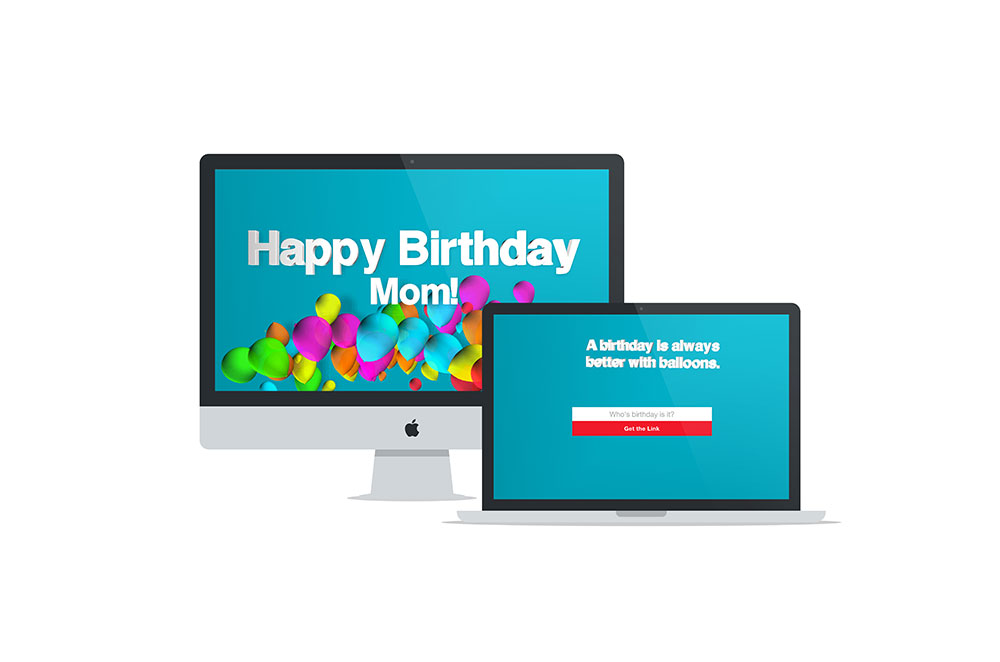 Happy Birthday
Mom!
A birthday is always
better with balloons.
Who's birthday is it?
Get the Link